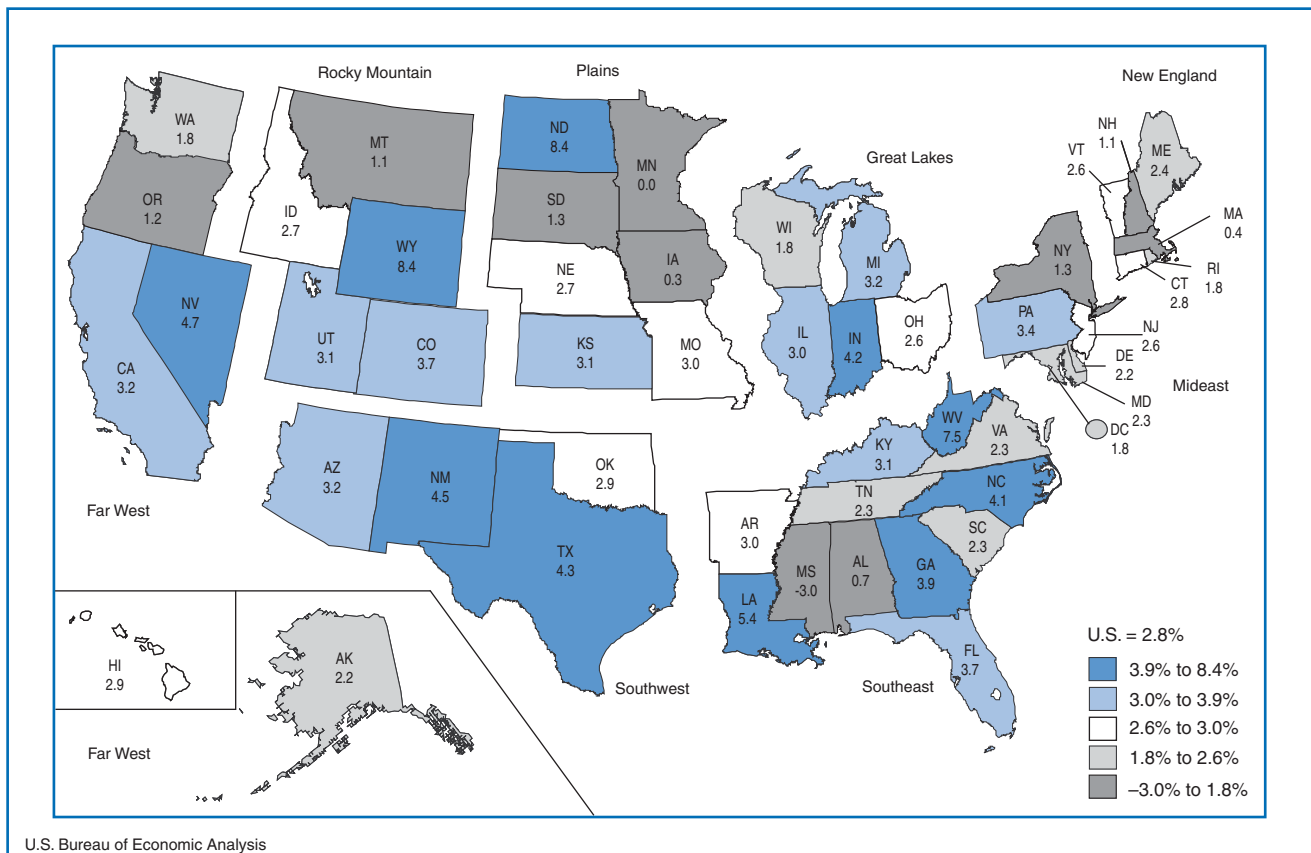 Rocky Mountain
Plains
New England
WA
1.8
MT
1.1
ND
8.4
MN
0.0
Great Lakes
NH
1.1
VT
2.6
ME
2.4
OR
1.2
ID
2.7
SD
1.3
WI
1.8
MA
0.4
WY
8.4
NE
2.7
IA
0.3
MI
3.2
NY
1.3
RI
1.8
CT
2.8
NV
4.7
UT
3.1
CO
3.7
KS
3.1
MO
3.0
IL
3.0
IN
4.2
OH
2.6
PA
3.4
NJ
2.6
DE
2.2
Mideast
MD
2.3
CA
3.2
WV
7.5
VA
2.3
DC
1.8
KY
3.1
AZ
3.2
NM
4.5
OK
2.9
TN
2.3
NC
4.1
Far West
AR
3.0
SC
2.3
TX
4.3
MS
-3.0
AL
0.7
GA
3.9
LA
5.4
FL
3.7
HI
2.9
AK
2.2
Southwest
Southeast
Far West
U.S. = 2.8%
3.9% to 8.4%
3.0% to 3.9%
2.6% to 3.0%
1.8% to 2.6%
–3.0% to 1.8%
U.S. Bureau of Economic Analysis